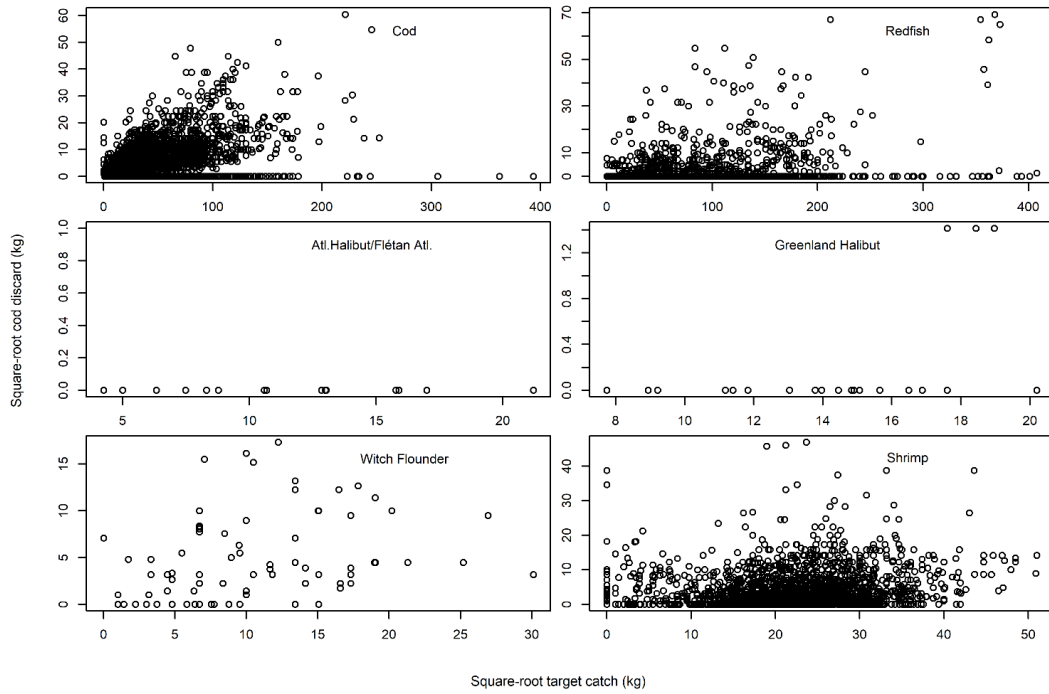 Cod
60
50
40
30
20
10
0
0 100 200 300 400
Redfish
70
50
30
10
0
0 100 200 300 400
Square-root cod discard (kg)
Atl.Halibut/Flétan Atl.
1.0
0.8
0.6
0.4
0.2
0.0
5 10 15 20
Greenland Halibut
1.2
0.8
0.4
0.0
8 10 12 14 16 18 20
Witch Flounder
15
10
5
0
0 5 10 15 20 25 30
Shrimp
40
30
20
10
0
0 10 20 30 40 50
Square-root target catch (kg)